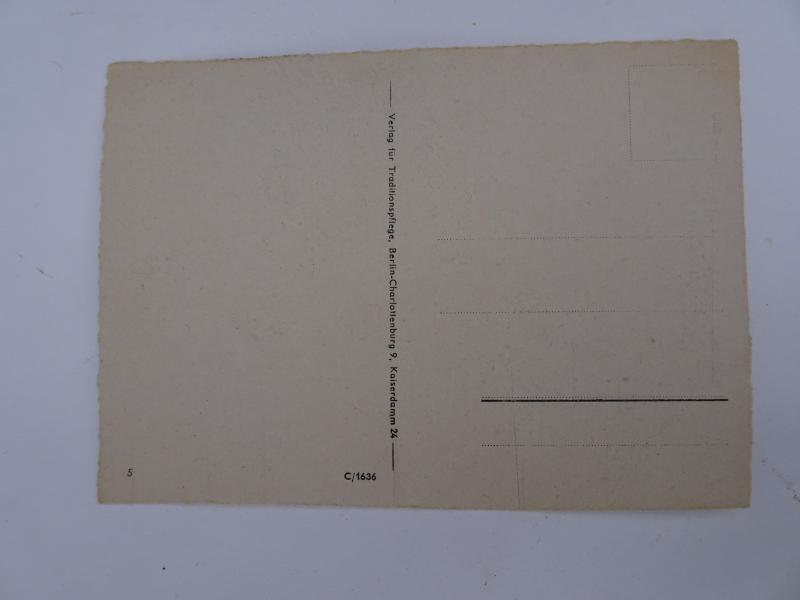 Verlag für Traditionspflege, Berlin-Charlottenburg 9, Kaiserdamm 24
5
C/1636